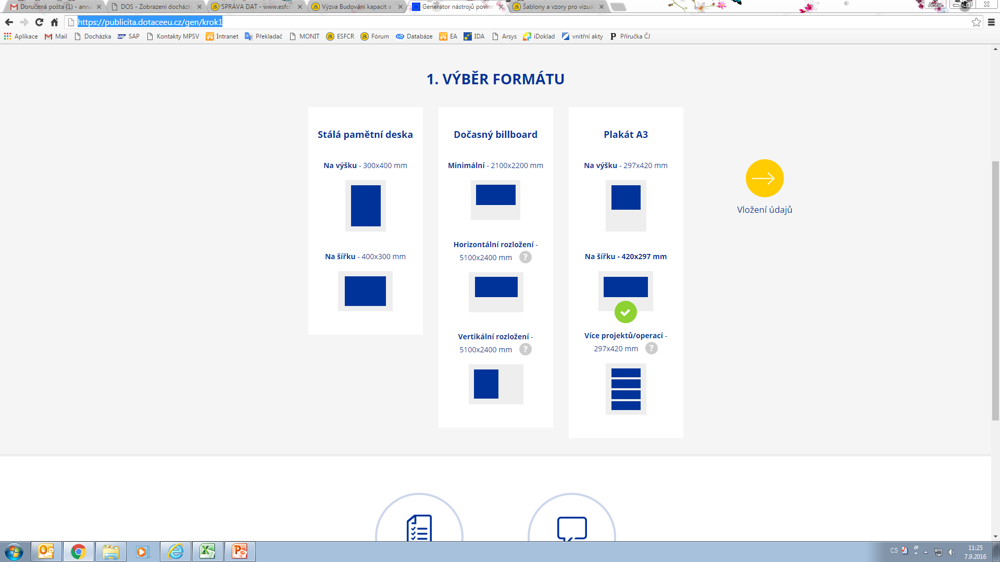 Doručená pošta (1) - anna
DOS - Zobrazení docházk
SPRÁVA DAT - www.esfcr
Výzva Budování kapacit a
Generátor nástrojů povin
Šablony a vzory pro vizuá
Anna
https://publicita.dotaceeu.cz/gen/krok1
Aplikace Mail Docházka SAP Kontakty MPSV Intranet Překladač MONIT ESFCR Fórum Databáze EA IDA Arsys iDoklad vnitřní akty Příručka ČJ
1. VÝBĚR FORMÁTU
Stálá pamětní deska
Na výšku - 300x400 mm
Na šířku - 400x300 mm
Dočasný billboard
Minimální - 2100x2200 mm
Horizontální rozložení -
5100x2400 mm ?
Vertikální rozložení -
5100x2400 mm ?
Plakát A3
Na výšku - 297x420 mm
Na šířku - 420x297 mm
Více projektů/operací -
297x420 mm ?
Vložení údajů
CS
11:25
7.9.2016